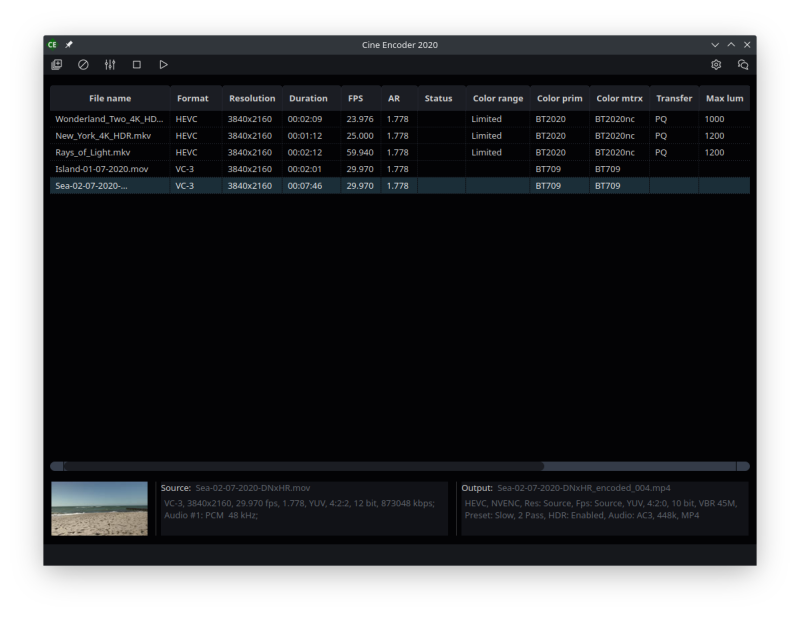 CE
Cine Encoder 2020
File name Format Resolution Duration FPS AR Status Color range Color prim Color mtrx Transfer Max lum
Wonderland_Two_4K_HD... HEVC 3840x2160 00:02:09 23.976 1.778 Limited BT2020 BT2020nc PQ 1000
New_York_4K_HDR.mkv HEVC 3840x2160 00:01:12 25.000 1.778 Limited BT2020 BT2020nc PQ 1200
Rays_of_Light.mkv HEVC 3840x2160 00:02:12 59.940 1.778 Limited BT2020 BT2020nc PQ 1200
Island-01-07-2020.mov VC-3 3840x2160 00:02:01 29.970 1.778 BT709 BT709
Sea-02-07-2020-... VC-3 3840x2160 00:07:46 29.970 1.778 BT709 BT709
Source: Sea-02-07-2020-DNxHR.mov
VC-3, 3840x2160, 29.970 fps, 1.778, YUV, 4:2:2, 12 bit, 873048 kbps;
Audio #1: PCM 48 kHz;
Output: Sea-02-07-2020-DNxHR_encoded_004.mp4
HEVC, NVENC, Res: Source, Fps: Source, YUV, 4:2:0, 10 bit, VBR 45M,
Preset: Slow, 2 Pass, HDR: Enabled, Audio: AC3, 448k, MP4